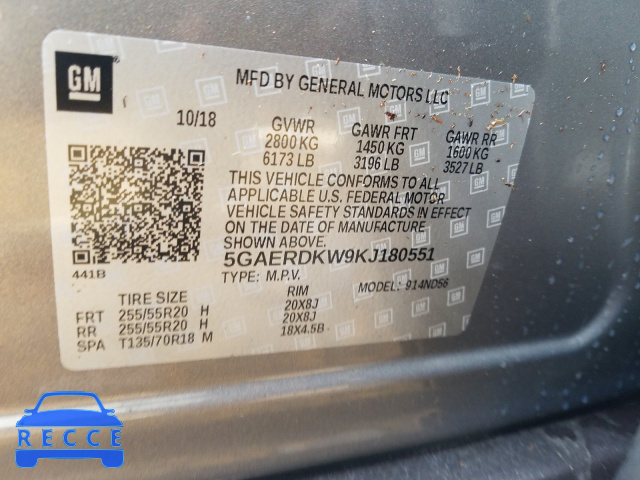 GM
MFD BY GENERAL MOTORS LLC
10/18 GVWR GAWR FRT GAWR RR
2800 KG 1450 KG 1600 KG
6173 LB 3196 LB 3527 LB
THIS VEHICLE CONFORMS TO ALL
APPLICABLE U.S. FEDERAL MOTOR
VEHICLE SAFETY STANDARDS IN EFFECT
ON THE DATE OF MANUFACTURE
SHOWN ABOVE.
441B 5GAERDKW9KJ180551
TYPE: M.P.V. MODEL: 914ND56
TIRE SIZE RIM
FRT 255/55R20 H 20X8J
RR 255/55R20 H 20X8J
SPA T135/70R18 M 18X4.5B
RECCE